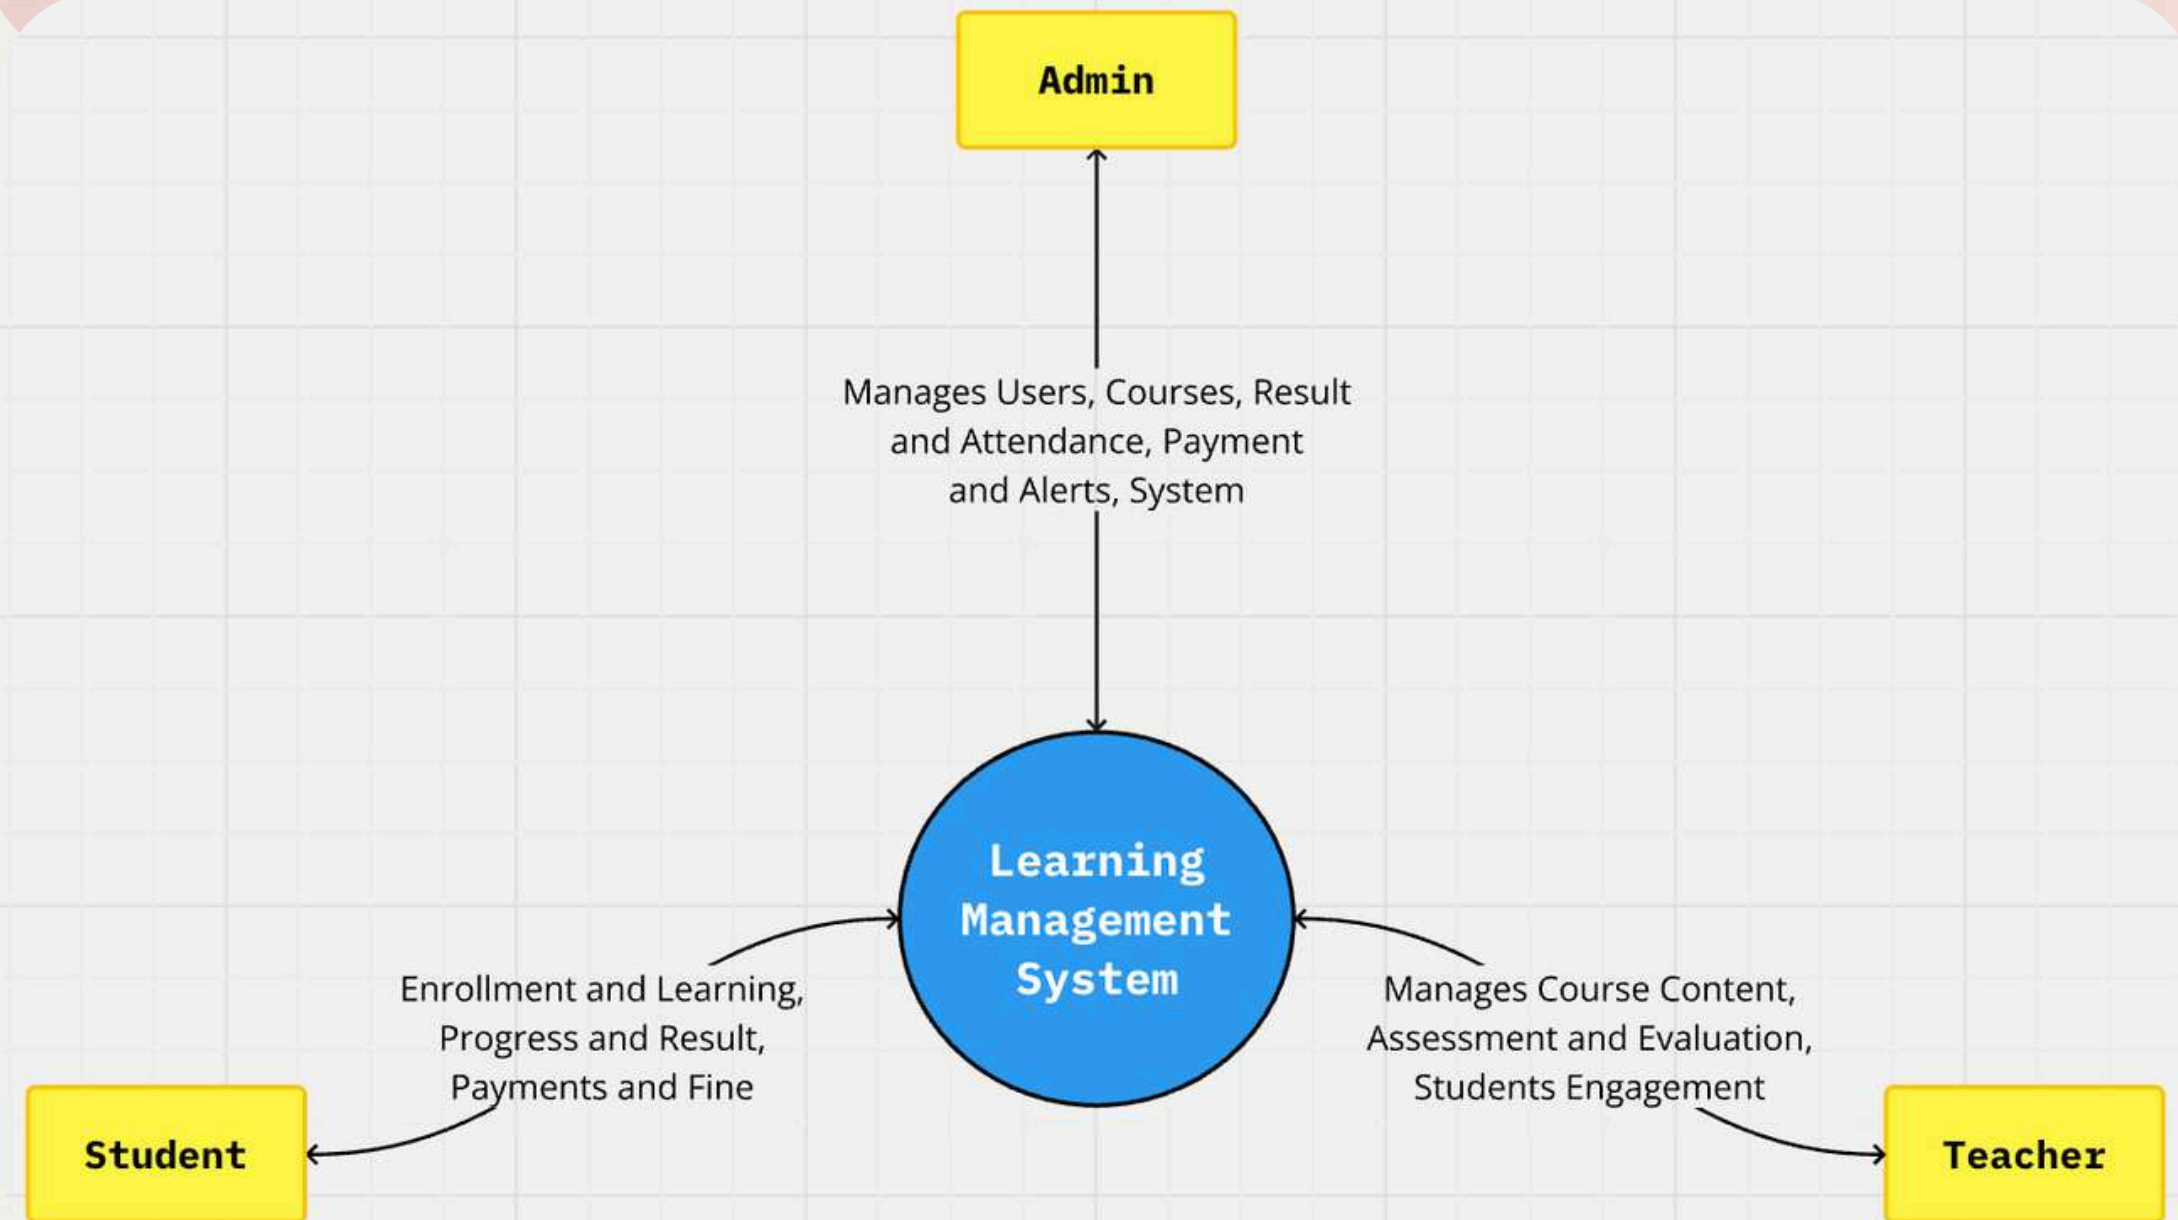 Admin
Manages Users, Courses, Result
and Attendance, Payment
and Alerts, System
Learning
Management
System
Enrollment and Learning,
Progress and Result,
Payments and Fine
Manages Course Content,
Assessment and Evaluation,
Students Engagement
Student
Teacher